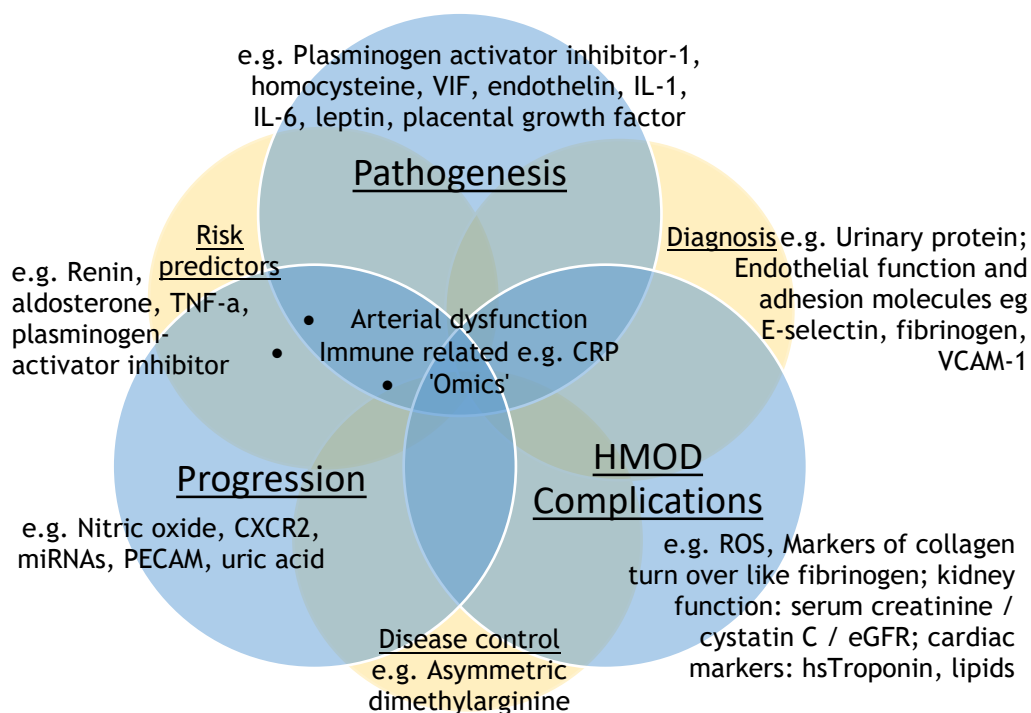 e.g. Plasminogen activator inhibitor-1,
homocysteine, VIF, endothelin, IL-1,
IL-6, leptin, placental growth factor
Pathogenesis
Risk
predictors
e.g. Renin,
aldosterone, TNF-a,
plasminogen-
activator inhibitor
Diagnosis e.g. Urinary protein;
Endothelial function and
adhesion molecules eg
E-selectin, fibrinogen,
VCAM-1
• Arterial dysfunction
• Immune related e.g. CRP
• 'Omics'
Progression
e.g. Nitric oxide, CXCR2,
miRNAs, PECAM, uric acid
HMOD
Complications
e.g. ROS, Markers of collagen
turn over like fibrinogen; kidney
function: serum creatinine /
cystatin C / eGFR; cardiac
markers: hsTroponin, lipids
Disease control
e.g. Asymmetric
dimethylarginine